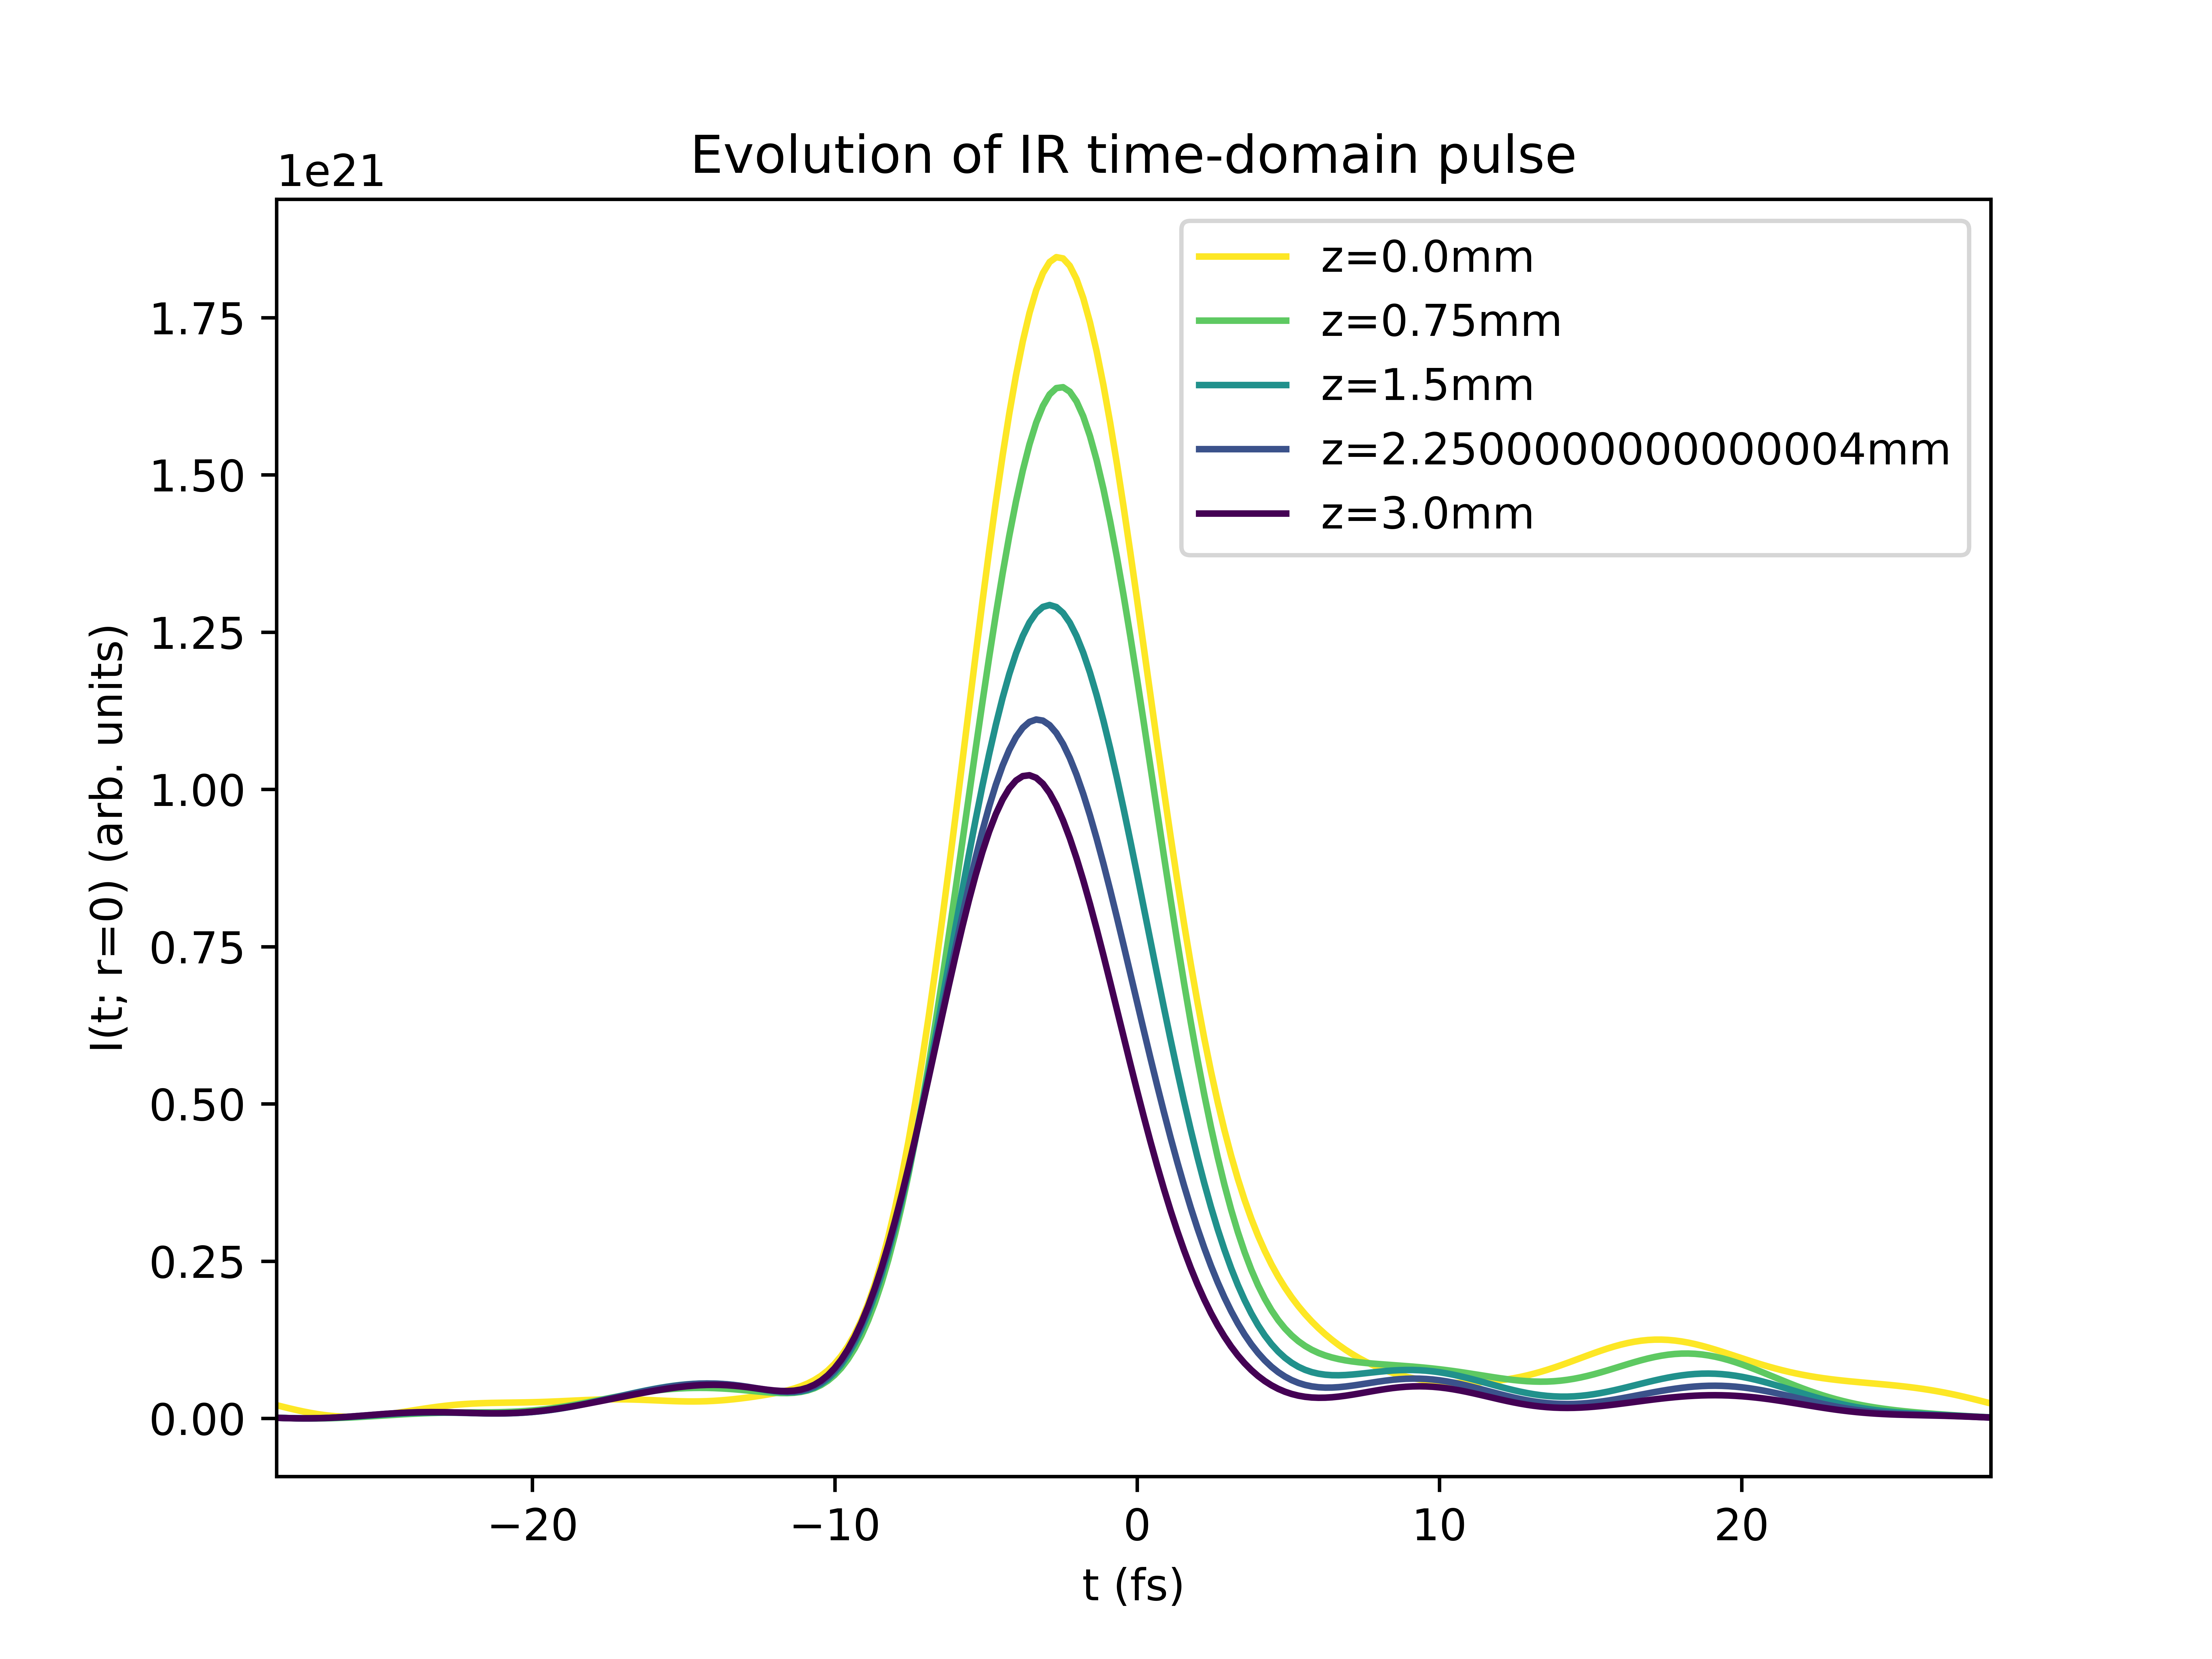 Evolution of IR time-domain pulse
1e21
z=0.0mm
z=0.75mm
z=1.5mm
z=2.2500000000000004mm
z=3.0mm
I(t; r=0) (arb. units)
1.75
1.50
1.25
1.00
0.75
0.50
0.25
0.00
−20
−10
0
10
20
t (fs)